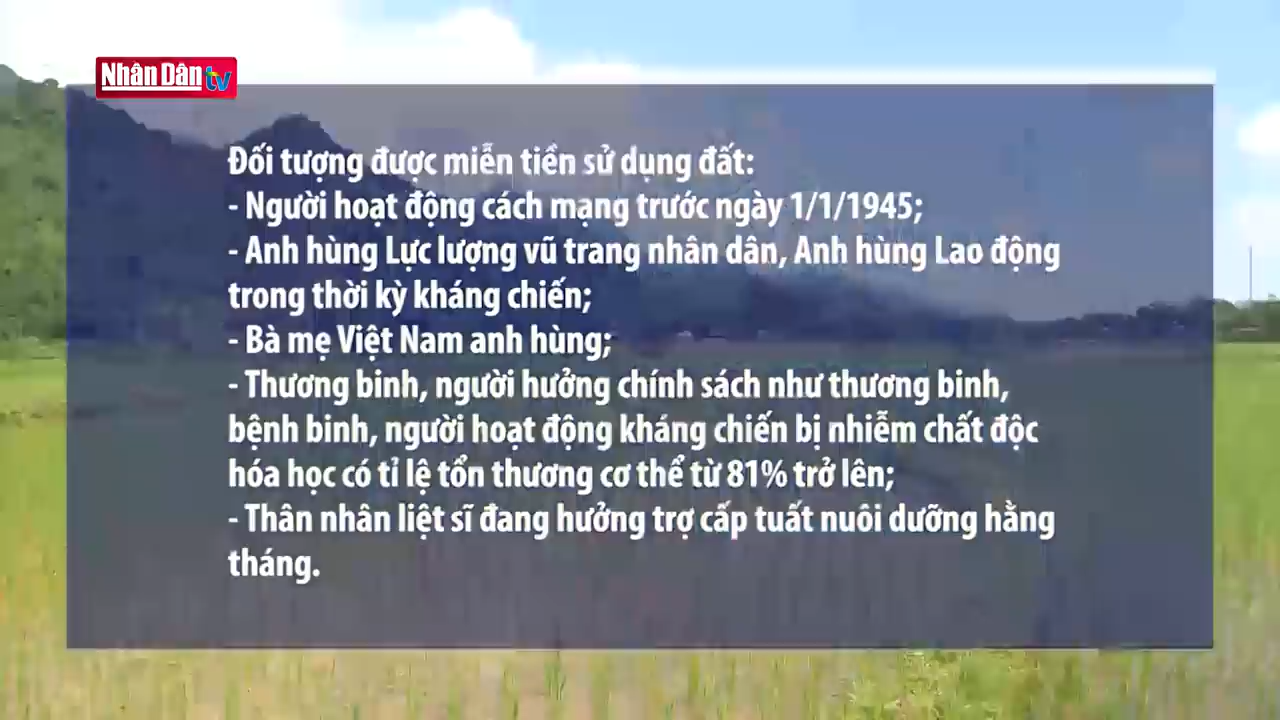 Nhân Dân tv
Đối tượng được miễn tiền sử dụng đất:
- Người hoạt động cách mạng trước ngày 1/1/1945;
- Anh hùng Lực lượng vũ trang nhân dân, Anh hùng Lao động
trong thời kỳ kháng chiến;
- Bà mẹ Việt Nam anh hùng;
- Thương binh, người hưởng chính sách như thương binh,
bệnh binh, người hoạt động kháng chiến bị nhiễm chất độc
hóa học có tỉ lệ tổn thương cơ thể từ 81% trở lên;
- Thân nhân liệt sĩ đang hưởng trợ cấp tuất nuôi dưỡng hằng
tháng.